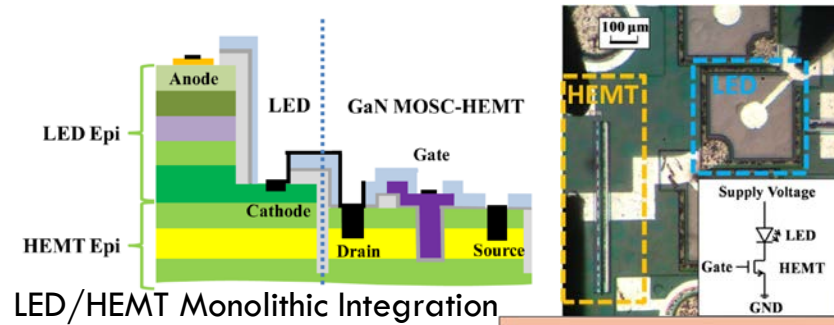 Anode
LED
GaN MOSC-HEMT
LED Epi
Gate
Cathode
HEMT Epi
Drain
Source
LED/HEMT Monolithic Integration
100 μm
HEMT
LED
Supply Voltage
LED
Gate
HEMT
GND